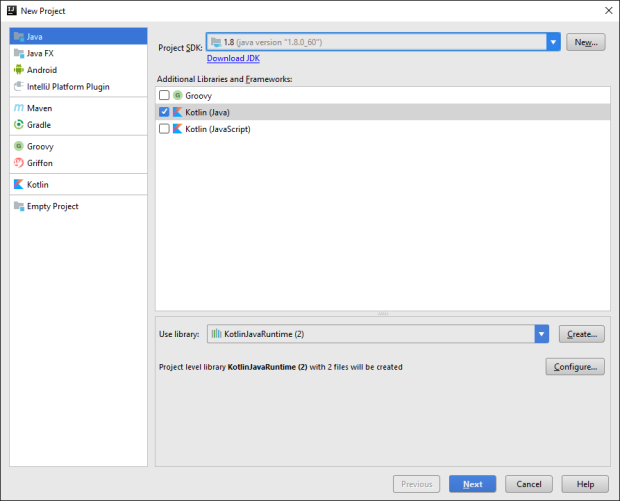 New Project
Java
Java FX
Android
IntelliJ Platform Plugin
Maven
Gradle
Groovy
Griffon
Kotlin
Empty Project
Project SDK: 1.8 (java version "1.8.0_60") New...
Download JDK
Additional Libraries and Frameworks:
Groovy
Kotlin (Java)
Kotlin (JavaScript)
Use library: KotlinJavaRuntime (2) Create...
Project level library KotlinJavaRuntime (2) with 2 files will be created Configure...
Previous Next Cancel Help